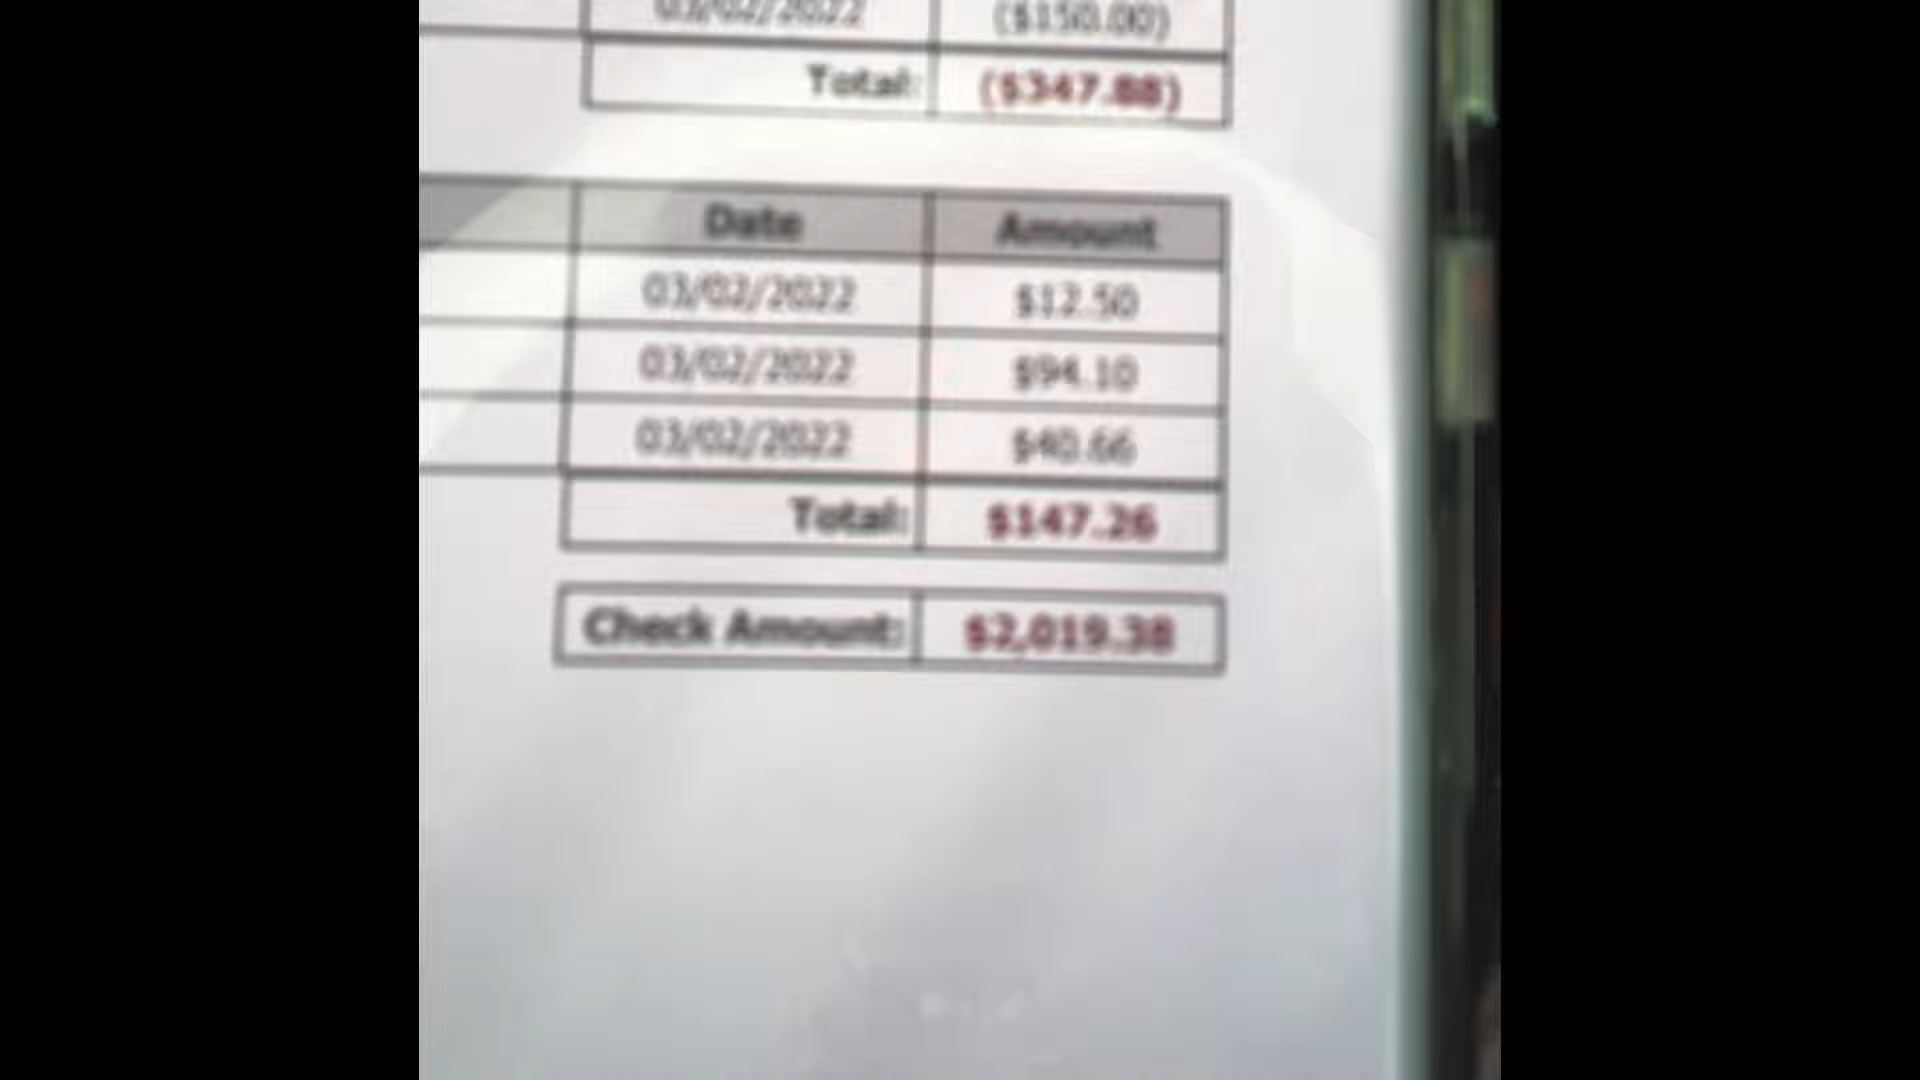 03/02/2022 ($150.00)
Total: ($347.88)
Date Amount
03/02/2022 $12.50
03/02/2022 $94.10
03/02/2022 $40.66
Total: $147.26
Check Amount: $2,019.38